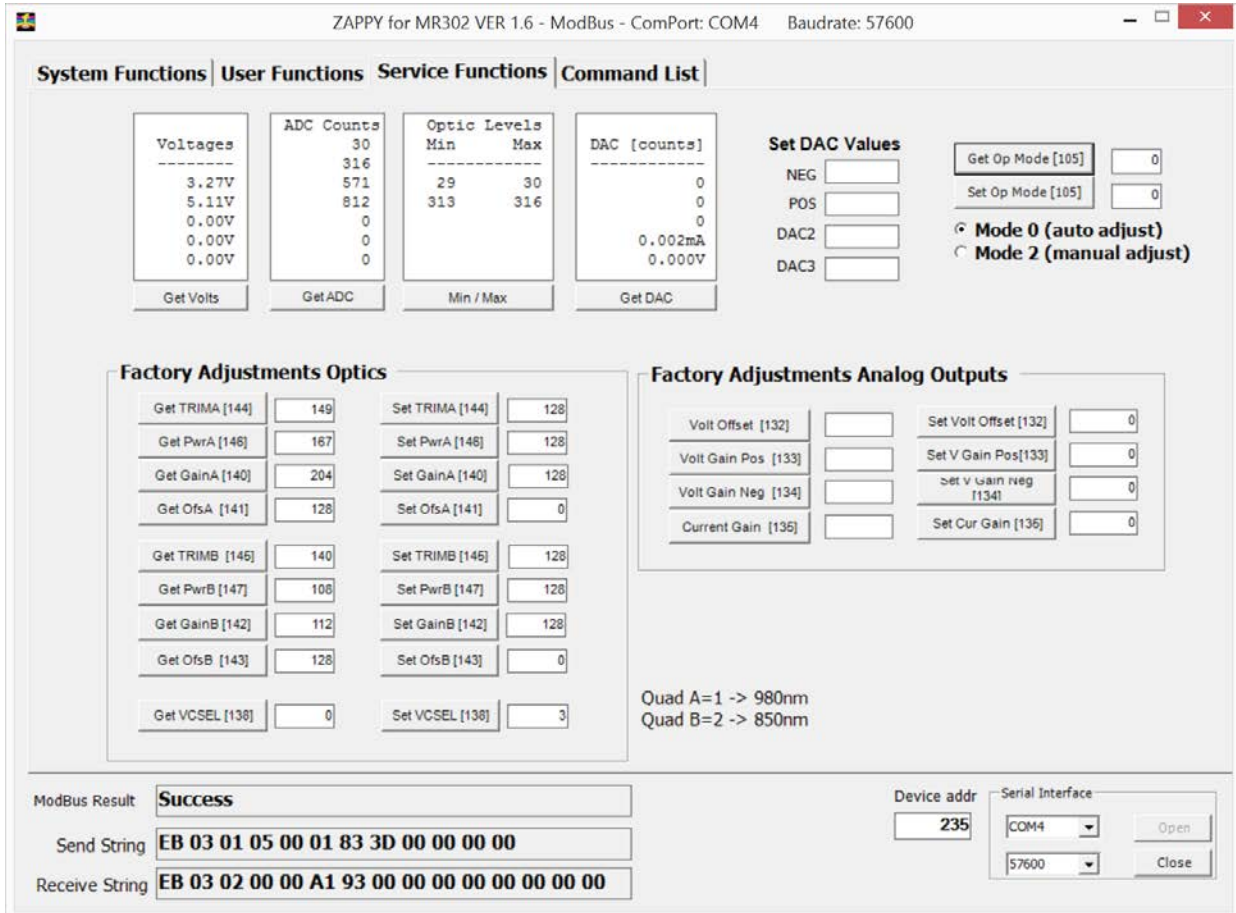 ZAPPY for MR302 VER 1.6 - ModBus - ComPort: COM4 Baudrate: 57600
System Functions User Functions Service Functions Command List
Voltages
--------
3.27V
5.11V
0.00V
0.00V
0.00V
Get Volts
ADC Counts
30
316
571
812
0
0
0
Get ADC
Optic Levels
Min Max
------------
29 30
313 316
Min / Max
DAC [counts]
------------
0
0
0
0.002mA
0.000V
Get DAC
Set DAC Values
NEG
POS
DAC2
DAC3
Get Op Mode [105] 0
Set Op Mode [105] 0
Mode 0 (auto adjust)
Mode 2 (manual adjust)
Factory Adjustments Optics
Get TRIMA [144] 149 Set TRIMA [144] 128
Get PwrA [146] 167 Set PwrA [146] 128
Get GainA [140] 204 Set GainA [140] 128
Get OfsA [141] 128 Set OfsA [141] 0
Get TRIMB [145] 140 Set TRIMB [145] 128
Get PwrB [147] 108 Set PwrB [147] 128
Get GainB [142] 112 Set GainB [142] 128
Get OfsB [143] 128 Set OfsB [143] 0
Get VCSEL [138] 0 Set VCSEL [138] 3
Factory Adjustments Analog Outputs
Volt Offset [132] Set Volt Offset [132] 0
Volt Gain Pos [133] Set V Gain Pos[133] 0
Volt Gain Neg [134] Set V Gain Neg [134] 0
Current Gain [135] Set Cur Gain [136] 0
Quad A=1 -> 980nm
Quad B=2 -> 850nm
ModBus Result Success
Send String EB 03 01 05 00 01 83 3D 00 00 00 00
Receive String EB 03 02 00 00 A1 93 00 00 00 00 00 00 00 00
Device addr
235
Serial Interface
COM4 Open
57600 Close